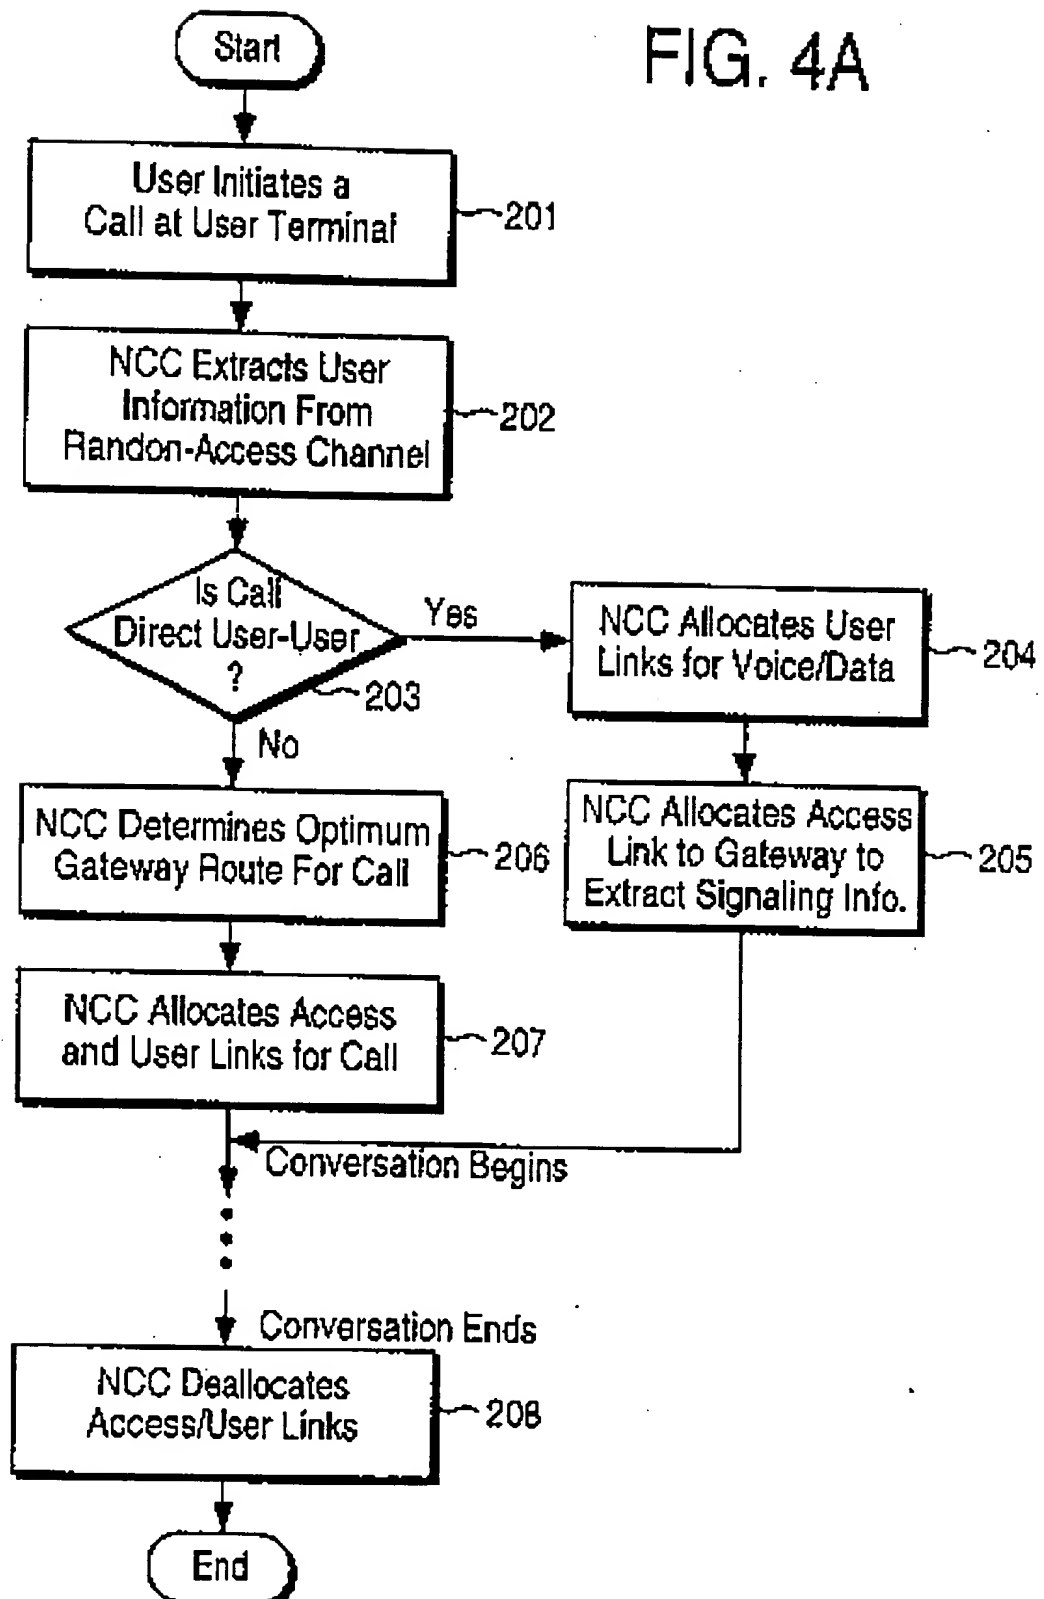 Start
FIG. 4A
User Initiates a
Call at User Terminal
201
NCC Extracts User
Information From
Randon-Access Channel
202
Is Call
Direct User-User
?
203
Yes
NCC Allocates User
Links for Voice/Data
204
No
NCC Allocates Access
Link to Gateway to
Extract Signaling Info.
205
NCC Determines Optimum
Gateway Route For Call
206
NCC Allocates Access
and User Links for Call
207
Conversation Begins
Conversation Ends
NCC Deallocates
Access/User Links
208
End